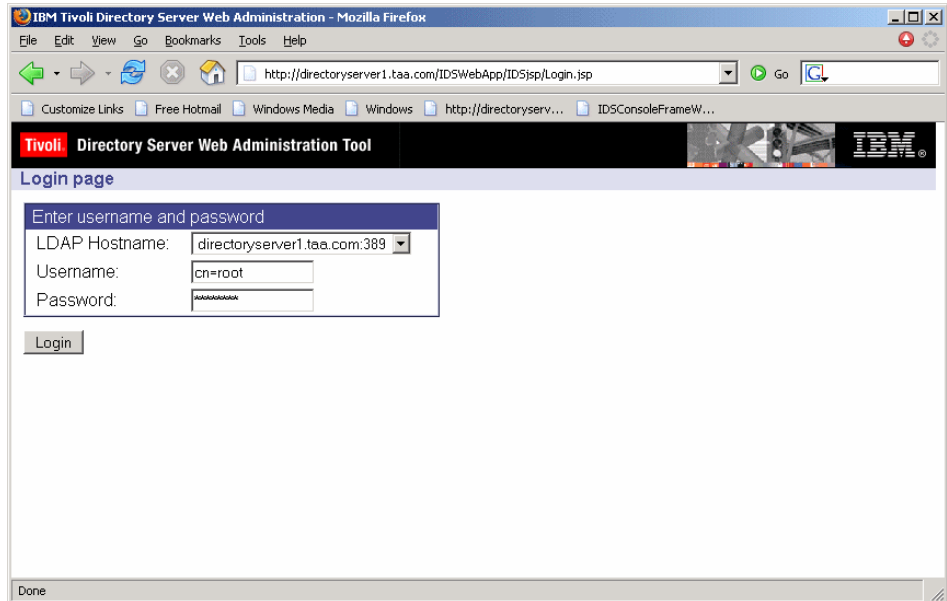 IBM Tivoli Directory Server Web Administration - Mozilla Firefox
File Edit View Go Bookmarks Tools Help
http://directoryserver1.taa.com/IDSWebApp/IDSjsp/Login.jsp Go G
Customize Links Free Hotmail Windows Media Windows http://directoryserv... IDSConsoleFrameW...
Tivoli. Directory Server Web Administration Tool IBM®
Login page
Enter username and password
LDAP Hostname: directoryserver1.taa.com:389
Username: cn=root
Password: ********
Login
Done